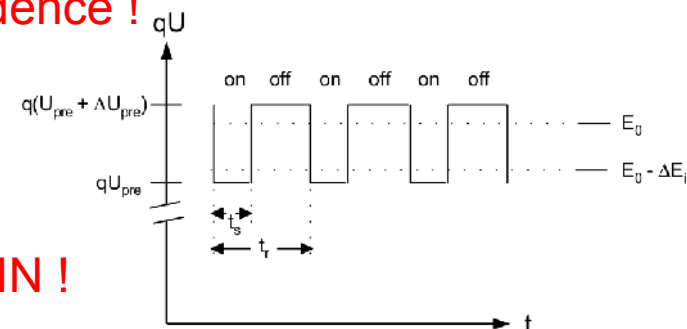 dence !
qU
on off on off on off
q(U_pre + ΔU_pre)
E_0
E_0 - ΔE_i
qU_pre
t_s
t_r
IN !
t